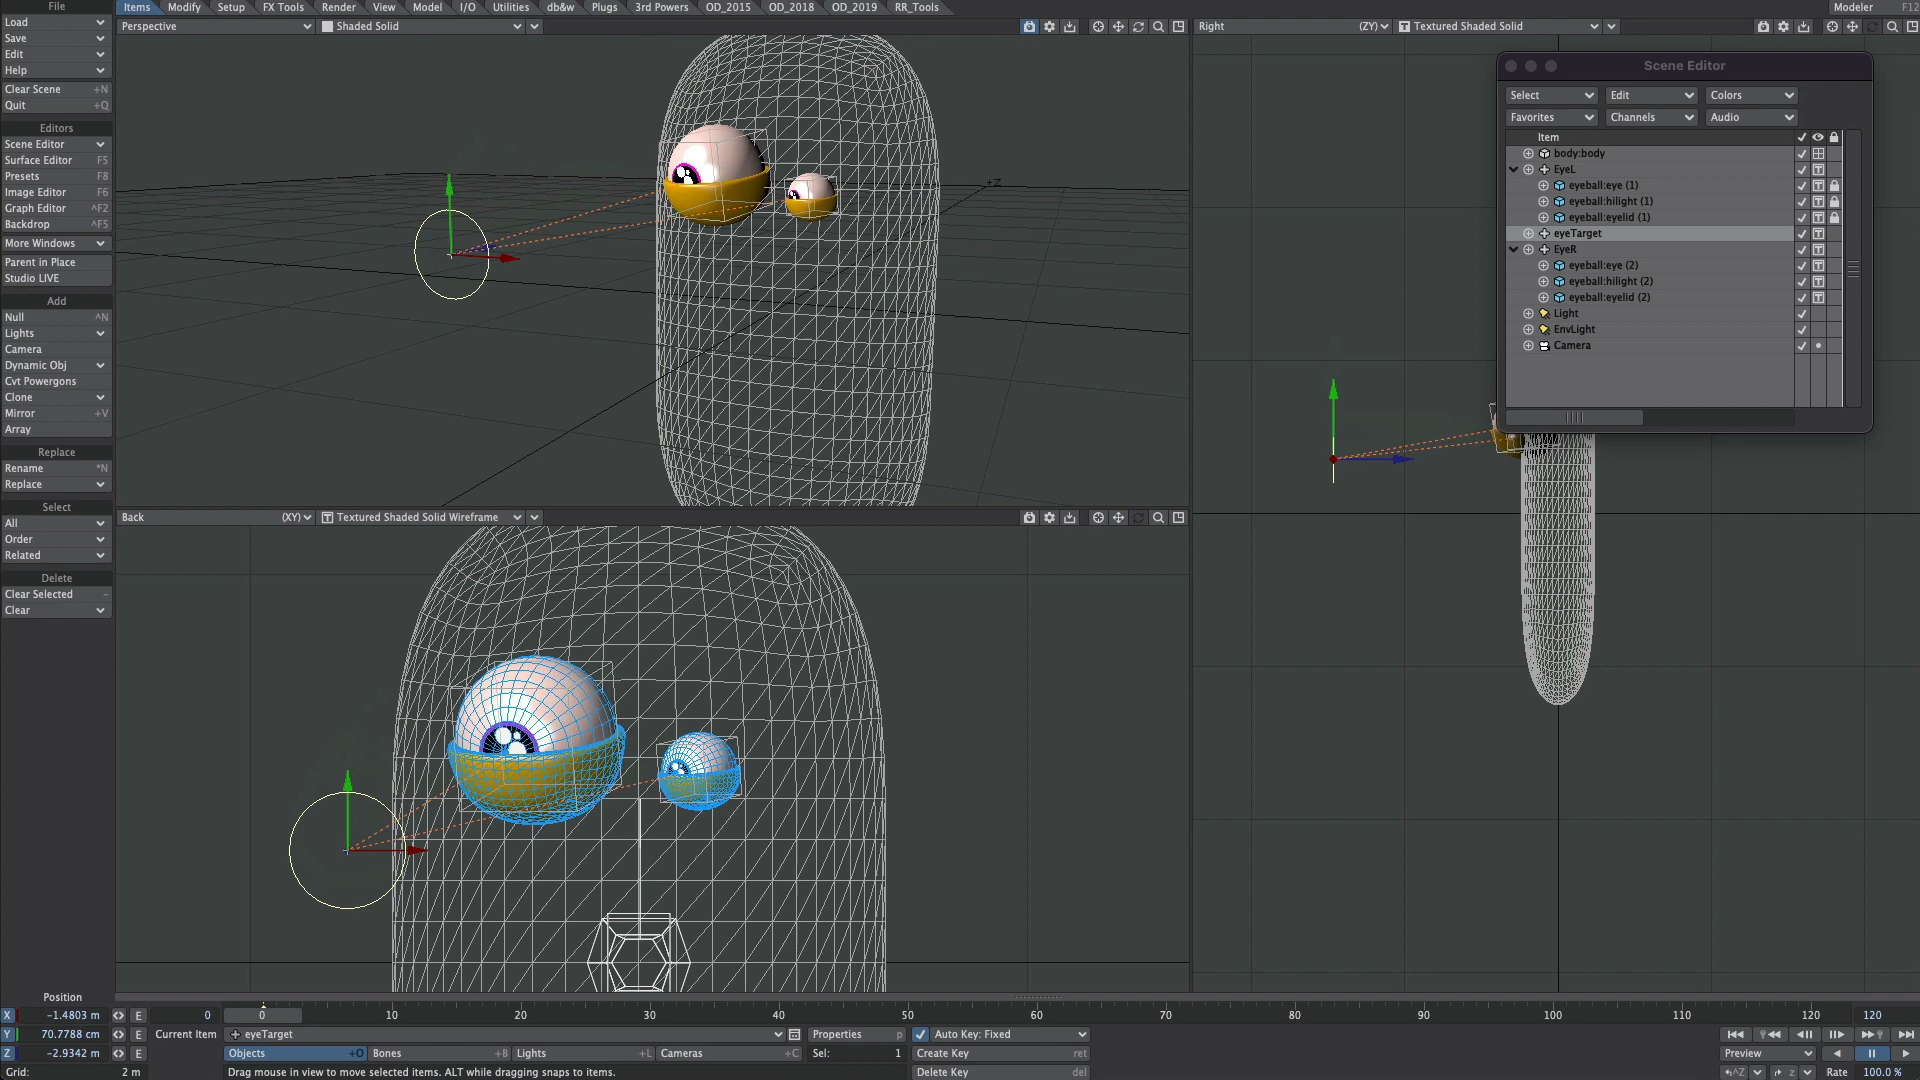 File
Items Modify Setup FX Tools Render View Model I/O Utilities db&w Plugs 3rd Powers OD_2015 OD_2018 OD_2019 RR_Tools
Modeler F12
Load
Save
Edit
Help
Clear Scene +N
Quit +Q
Editors
Scene Editor
Surface Editor F5
Presets F8
Image Editor F6
Graph Editor ^F2
Backdrop ^F5
More Windows
Parent in Place
Studio LIVE
Add
Null ^N
Lights
Camera
Dynamic Obj
Cvt Powergons
Clone
Mirror +V
Array
Replace
Rename *N
Replace
Select
All
Order
Related
Delete
Clear Selected -
Clear
Perspective Shaded Solid
+Z
Right (ZY) Textured Shaded Solid
Scene Editor
Select Edit Colors
Favorites Channels Audio
Item
body:body
EyeL
eyeball:eye (1)
eyeball:hilight (1)
eyeball:eyelid (1)
eyeTarget
EyeR
eyeball:eye (2)
eyeball:hilight (2)
eyeball:eyelid (2)
Light
EnvLight
Camera
Back (XY) Textured Shaded Solid Wireframe
Position
X -1.4803 m E 0
0 10 20 30 40 50 60 70 80 90 100 110 120 120
Y 70.7788 cm E Current Item eyeTarget Properties p Auto Key: Fixed
Z -2.9342 m E Objects +O Bones +B Lights +L Cameras +C Sel: 1 Create Key ret Preview
Grid: 2 m Drag mouse in view to move selected items. ALT while dragging snaps to items. Delete Key del ^Z z Rate 100.0 %